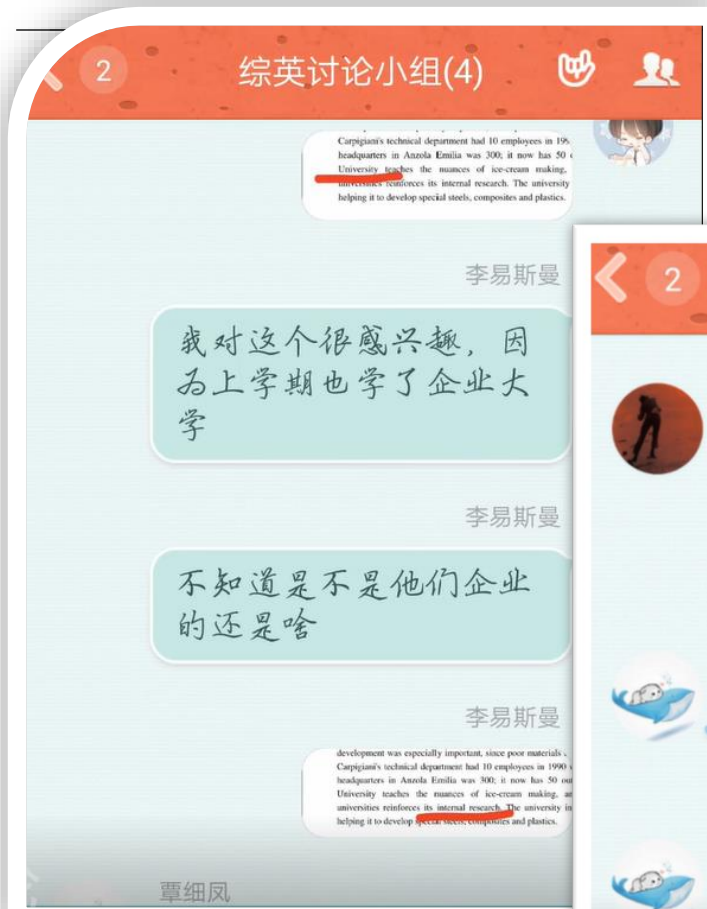 2
综英讨论小组(4)
Carpigiani's technical department had 10 employees in 199
headquarters in Anzola Emilia was 300; it now has 50
University teaches the nuances of ice-cream making,
universities reinforces its internal research. The university
helping it to develop special steels, composites and plastics.
李易斯曼
2
我对这个很感兴趣，因
为上学期也学了企业大
学
李易斯曼
不知道是不是他们企业
的还是啥
李易斯曼
development was especially important, since poor materials
Carpigiani's technical department had 10 employees in 1990
headquarters in Anzola Emilia was 300; it now has 50 out
University teaches the nuances of ice-cream making, an
universities reinforces its internal research. The university in
helping it to develop special steels, composites and plastics.
覃细凤